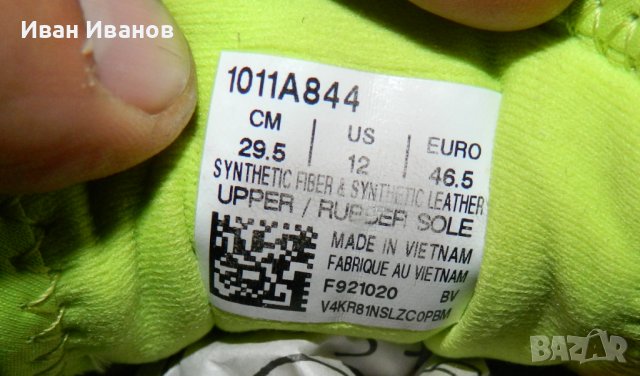 Иван Иванов
1011A844
CM US EURO
29.5 12 46.5
SYNTHETIC FIBER & SYNTHETIC LEATHER
UPPER / RUBBER SOLE
MADE IN VIETNAM
FABRIQUE AU VIETNAM
F921020 BV
V4KR81NSLZC0PBM
BAZAR